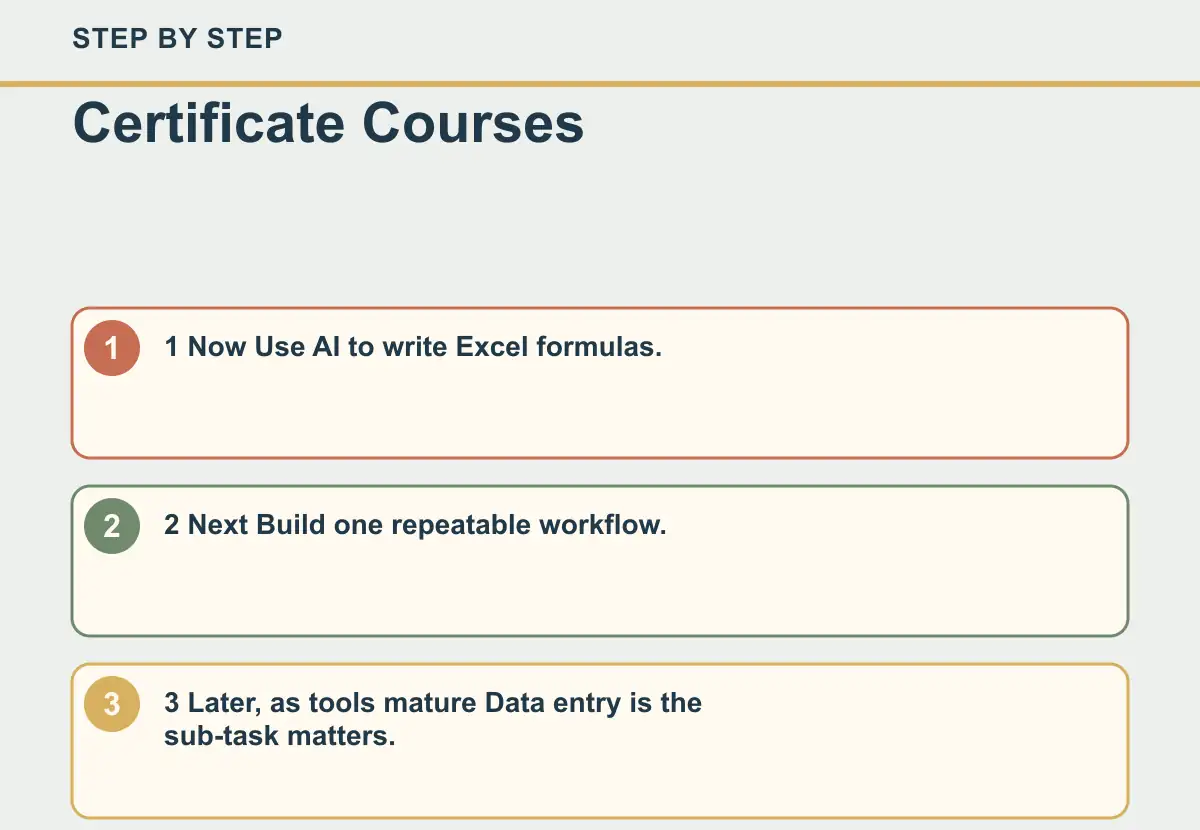 STEP BY STEP
Certificate Courses
1
1 Now Use AI to write Excel formulas.
2
2 Next Build one repeatable workflow.
3
3 Later, as tools mature Data entry is the
sub-task matters.